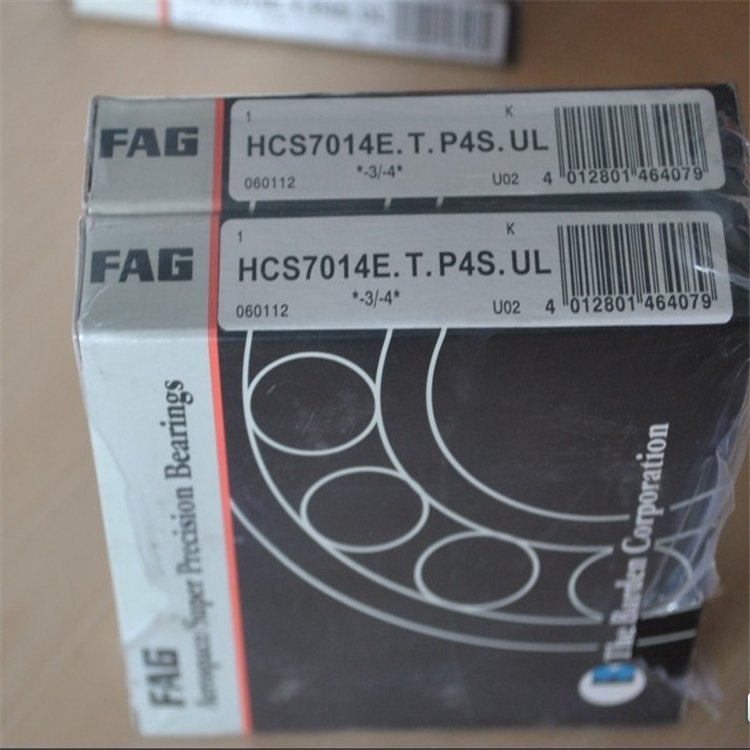 FAG
1 K
HCS7014E.T.P4S.UL
*-3/-4*
060112 U02 4 012801 464079
FAG
1 K
HCS7014E.T.P4S.UL
*-3/-4*
060112 U02 4 012801 464079
FAG
Aerospace Super Precision Bearings
The Barden Corporation